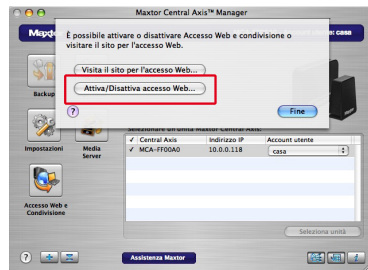 Maxtor Central Axis™ Manager
È possibile attivare o disattivare Accesso Web e condivisione o
visitare il sito per l'accesso Web.
casa
Visita il sito per l'accesso Web...
Attiva/Disattiva accesso Web...
?
Fine
Backup
Selezionare un'unità Maxtor Central Axis:
✓ Central Axis Indirizzo IP Account utente
✓ MCA-FF00A0 10.0.0.118 casa
Impostazioni
Media
Server
Accesso Web e
Condivisione
Seleziona unità
?
Assistenza Maxtor
i